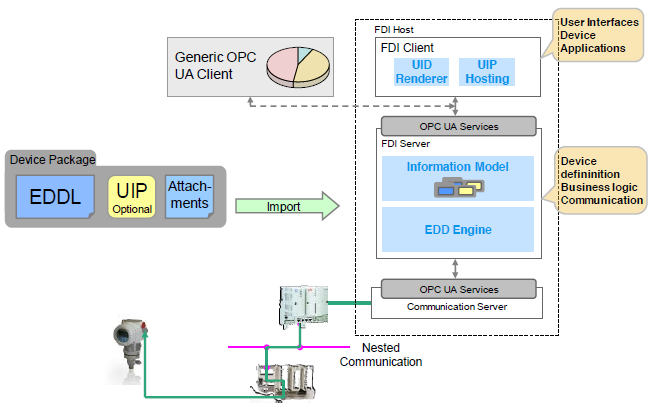 FDI Host
User Interfaces
Device
Applications
Generic OPC
UA Client
FDI Client
UID
Renderer
UIP
Hosting
OPC UA Services
FDI Server
Information Model
Device
defininition
Business logic
Communication
Device Package
EDDL
UIP
Optional
Attach-
ments
Import
EDD Engine
OPC UA Services
Communication Server
Nested
Communication